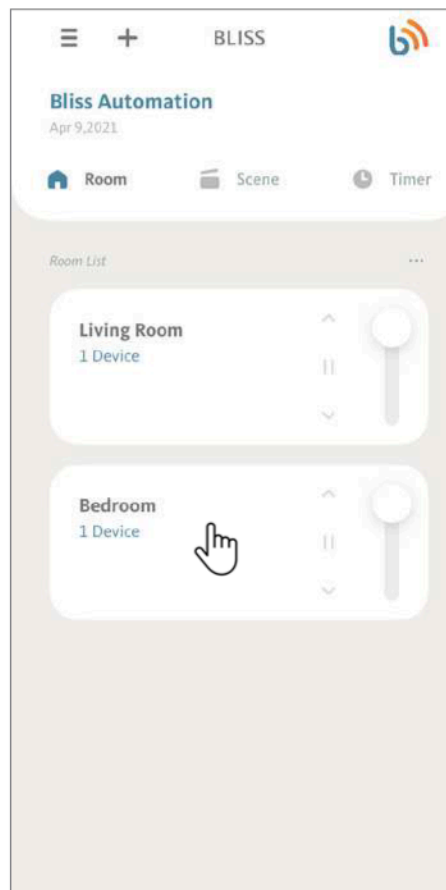 BLISS
Bliss Automation
Apr 9,2021
Room Scene Timer
Room List
Living Room
1 Device
Bedroom
1 Device